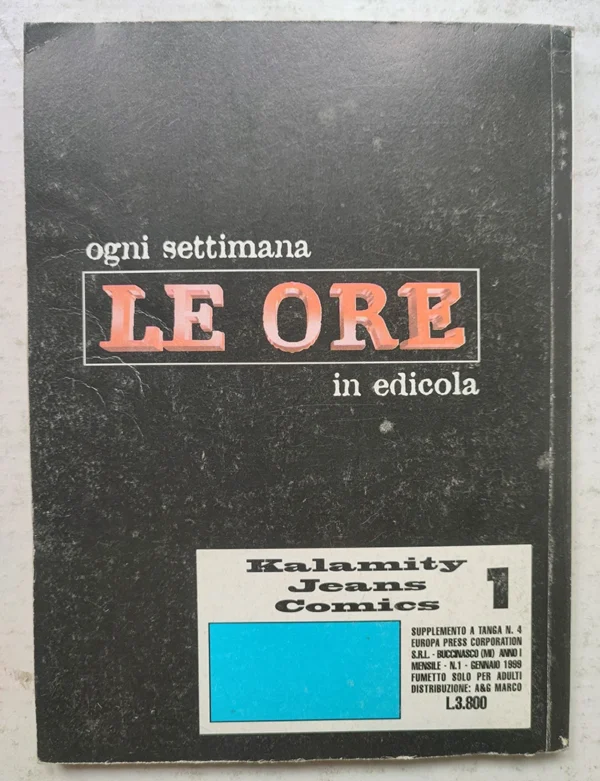 ogni settimana
LE ORE
in edicola
Kalamity
Jeans
Comics
1
SUPPLEMENTO A TANGA N. 4
EUROPA PRESS CORPORATION
S.R.L. - BUCCINASCO (MI) ANNO I
MENSILE - N.1 - GENNAIO 1999
FUMETTO SOLO PER ADULTI
DISTRIBUZIONE: A&G MARCO
L.3.800